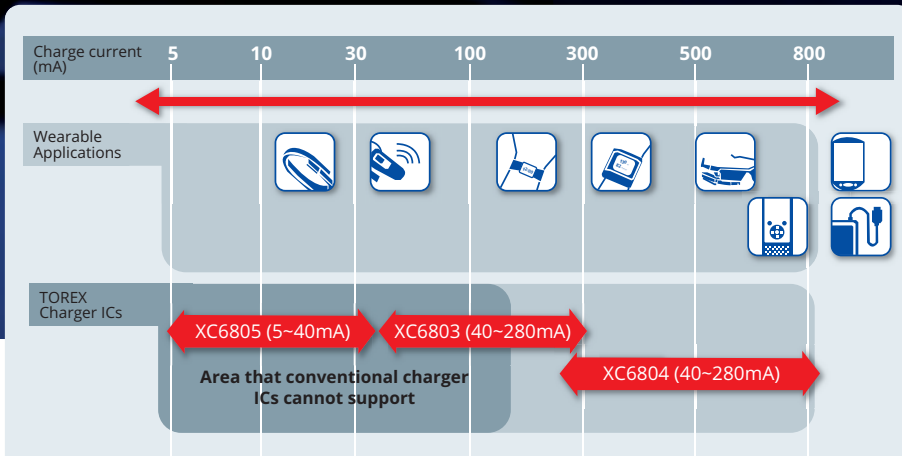 Charge current
(mA)
5 10 30 100 300 500 800
Wearable
Applications
TOREX
Charger ICs
XC6805 (5~40mA) XC6803 (40~280mA)
XC6804 (40~280mA)
Area that conventional charger
ICs cannot support